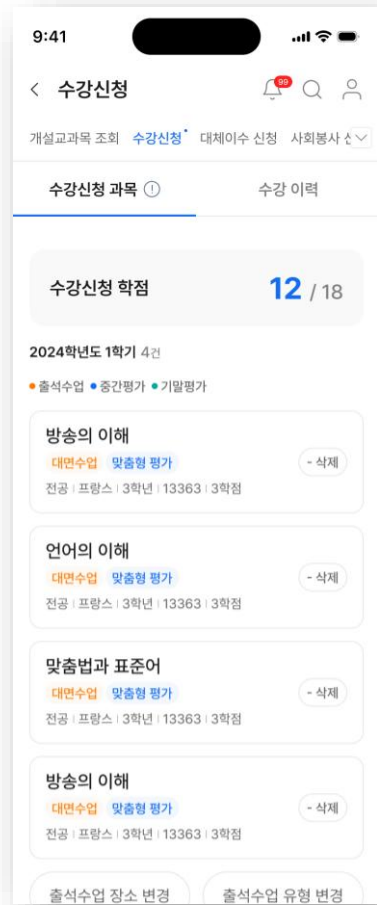 9:41
수강신청
99
개설교과목 조회 수강신청 대체이수 신청 사회봉사
수강신청 과목 수강 이력
수강신청 학점 12 / 18
2024학년도 1학기 4건
출석수업 중간평가 기말평가
방송의 이해
대면수업 맞춤형 평가
- 삭제
전공 | 프랑스 | 3학년 | 13363 | 3학점
언어의 이해
대면수업 맞춤형 평가
- 삭제
전공 | 프랑스 | 3학년 | 13363 | 3학점
맞춤법과 표준어
대면수업 맞춤형 평가
- 삭제
전공 | 프랑스 | 3학년 | 13363 | 3학점
방송의 이해
대면수업 맞춤형 평가
- 삭제
전공 | 프랑스 | 3학년 | 13363 | 3학점
출석수업 장소 변경 출석수업 유형 변경